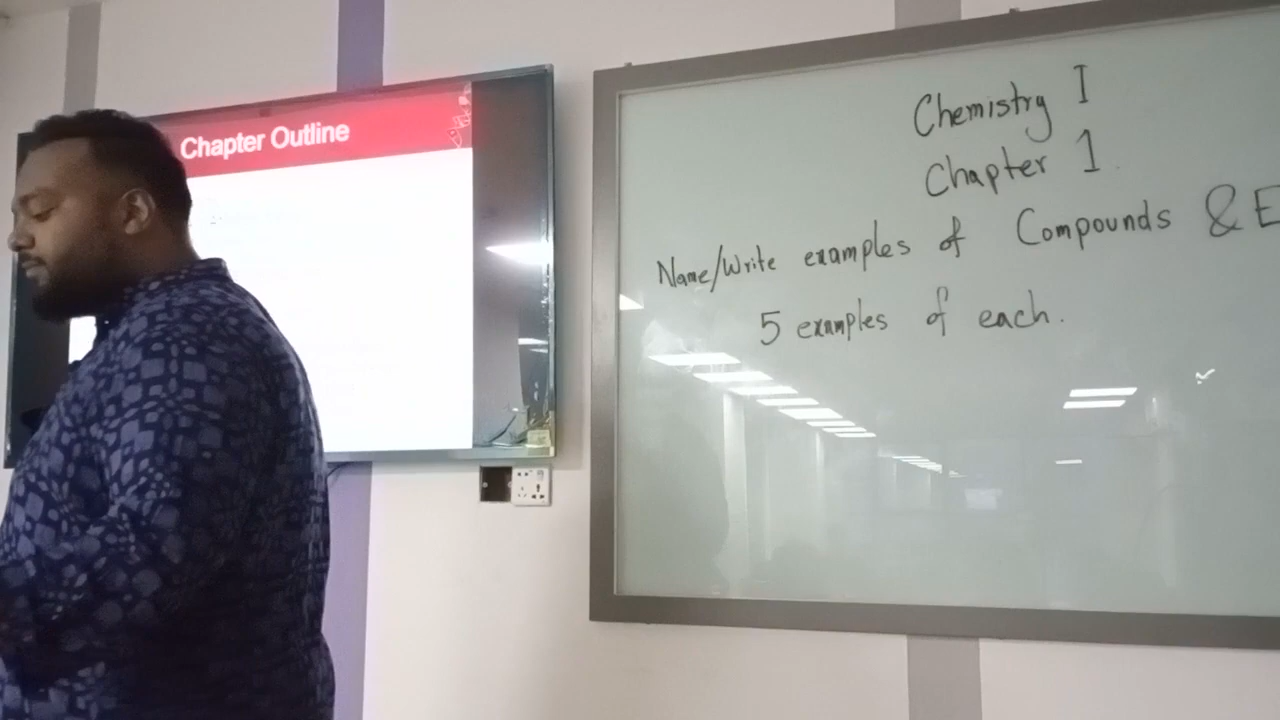 Chapter Outline
Chemistry I
Chapter 1.
Name/Write examples of Compounds & E
5 examples of each.